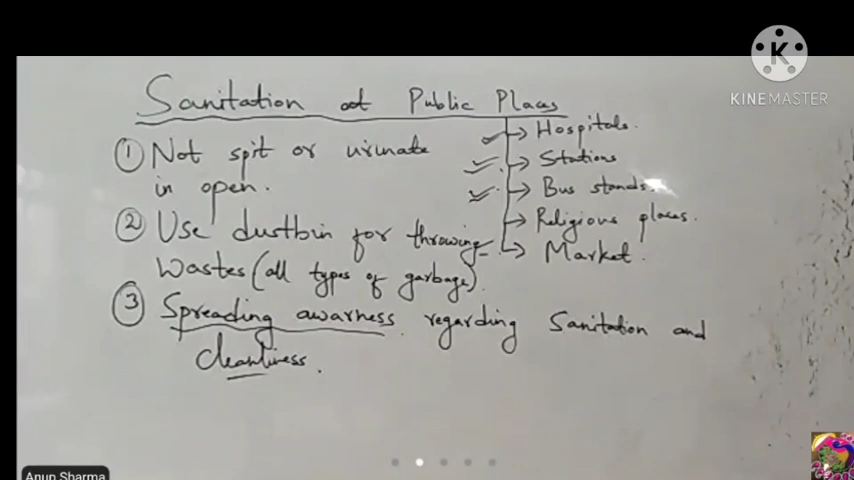 KINEMASTER
Sanitation at Public Places
→ Hospitals.
① Not spit or urinate
→ Stations
in open.
→ Bus stands.
→ Religious places.
② Use dustbin for throwing
→ Market.
Wastes (all types of garbage).
③ Spreading awarness regarding Sanitation and
cleanliness.
Anup Sharma